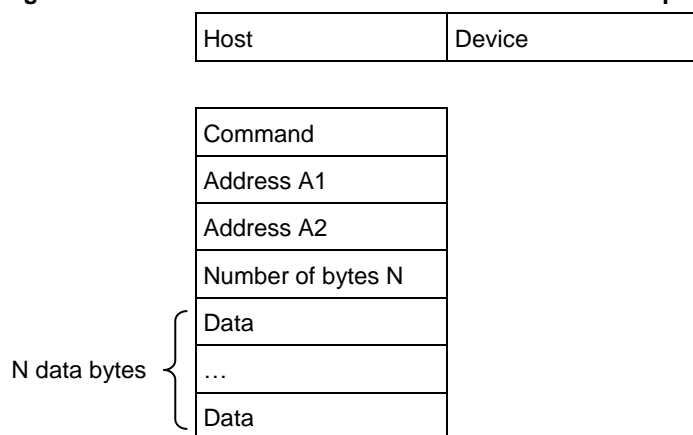 Host Device
Command
Address A1
Address A2
Number of bytes N
Data
N data bytes …
Data